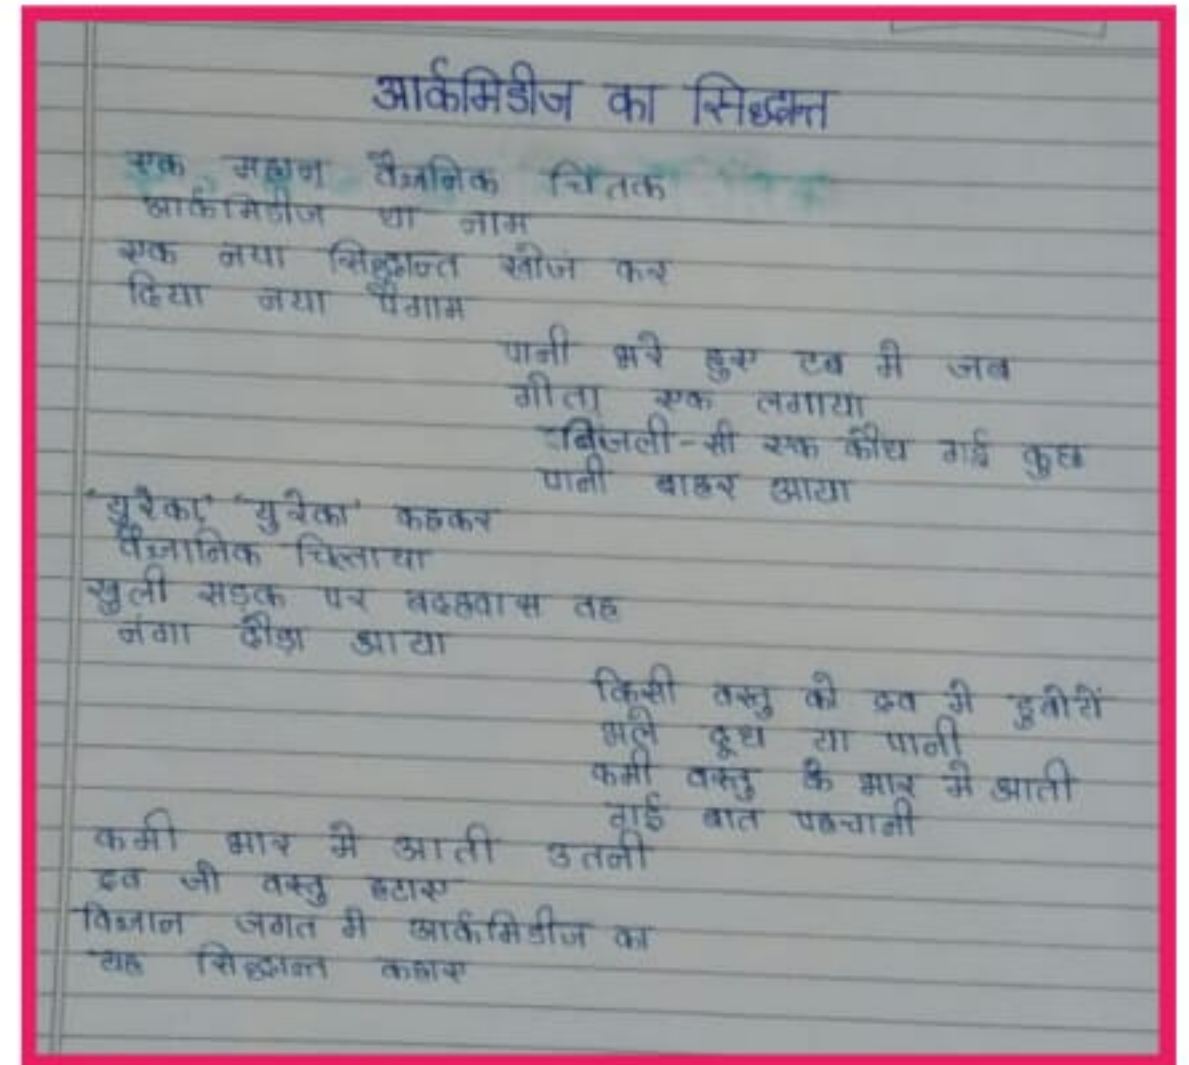 आर्कमिडीज का सिद्धान्त
एक महान वैज्ञानिक चिंतक
आर्कमिडीज था नाम
एक नया सिद्धान्त खोज कर
दिया नया पैगाम
पानी भरे हुए टब में जब
गोता एक लगाया
बिजली-सी एक कौंध गई कुछ
पानी बाहर आया
'यूरेका' 'युरेका' कहकर
वैज्ञानिक चिल्लाया
खुली सड़क पर बदहवास वह
नंगा दौड़ा आया
किसी वस्तु को द्रव में डुबोयें
भले दूध या पानी
कमी वस्तु के भार में आती
गई बात पहचानी
कमी भार में आती उतनी
द्रव जो वस्तु हटाए
विज्ञान जगत में आर्कमिडीज का
यह सिद्धान्त कहाए